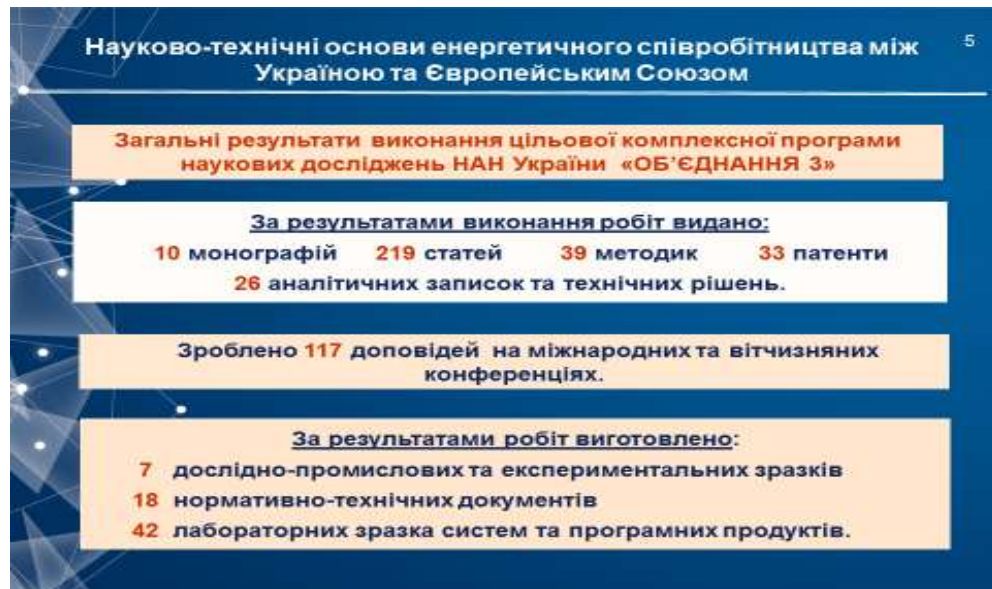 Науково-технічні основи енергетичного співробітництва між
5
Україною та Європейським Союзом
Загальні результати виконання цільової комплексної програми
наукових досліджень НАН України «ОБ’ЄДНАННЯ 3»
За результатами виконання робіт видано:
10 монографій 219 статей 39 методик 33 патенти
26 аналітичних записок та технічних рішень.
Зроблено 117 доповідей на міжнародних та вітчизняних
конференціях.
За результатами робіт виготовлено:
7 дослідно-промислових та експериментальних зразків
18 нормативно-технічних документів
42 лабораторних зразка систем та програмних продуктів.